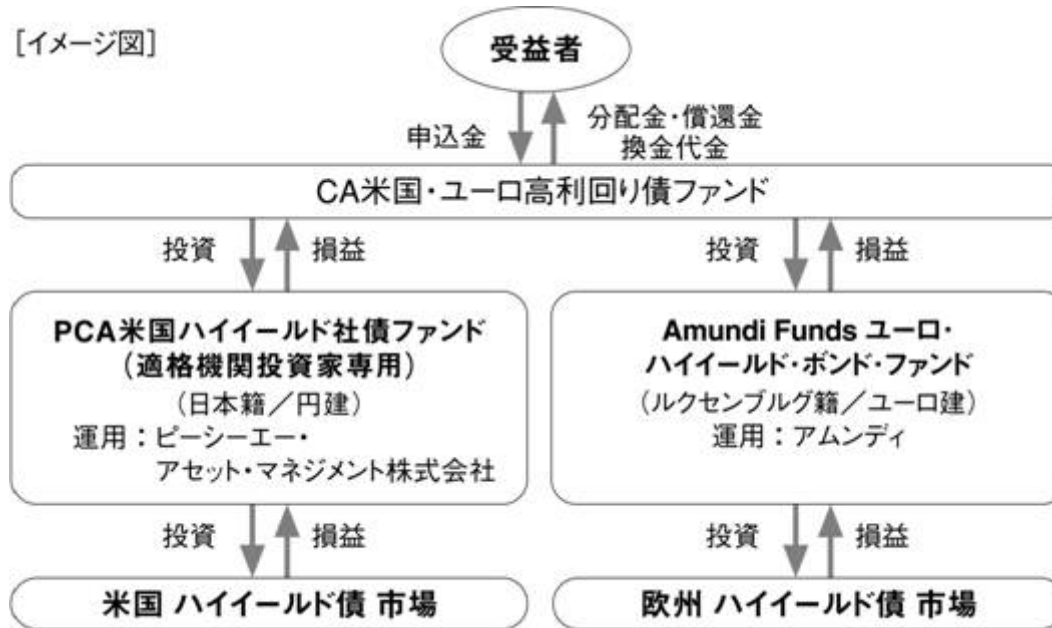 [イメージ図]
受益者
申込金
分配金・償還金
換金代金
CA米国・ユーロ高利回り債ファンド
投資
損益
投資
損益
PCA米国ハイイールド社債ファンド
(適格機関投資家専用)
(日本籍/円建)
運用:ピーシーエー・
アセット・マネジメント株式会社
Amundi Funds ユーロ・
ハイイールド・ボンド・ファンド
(ルクセンブルグ籍/ユーロ建)
運用:アムンディ
投資
損益
投資
損益
米国 ハイイールド債 市場
欧州 ハイイールド債 市場